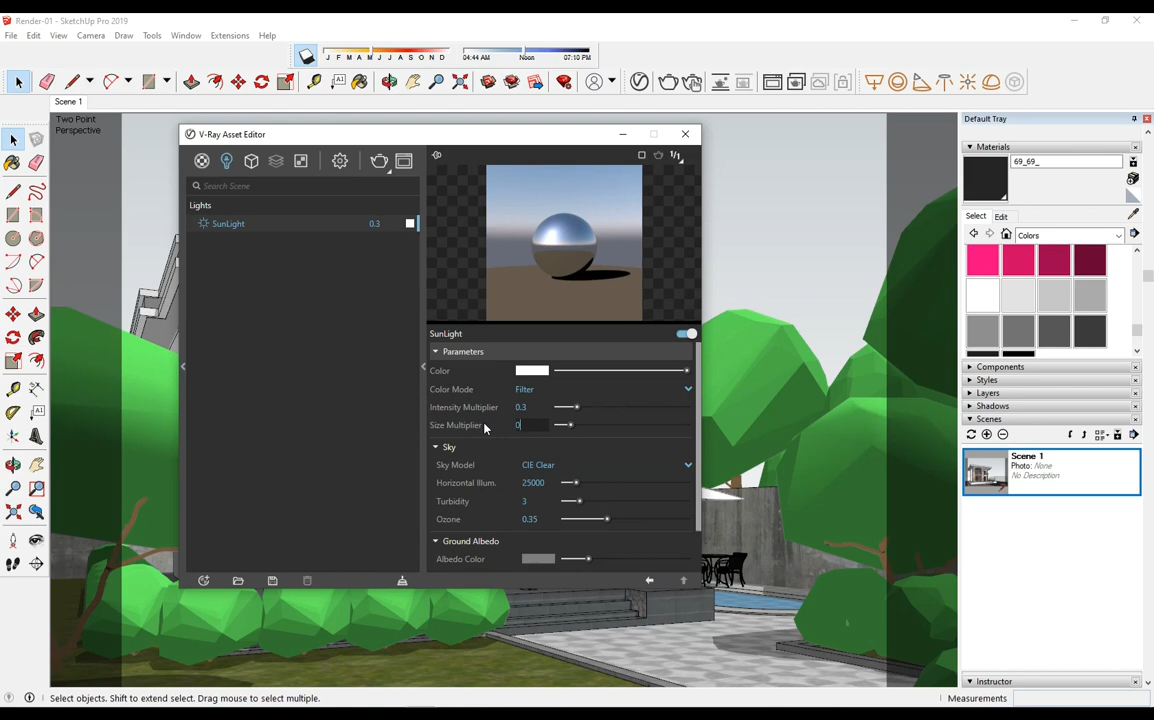 Render-01 - SketchUp Pro 2019
File Edit View Camera Draw Tools Window Extensions Help
J F M A M J J A S O N D 04:44 AM Noon 07:10 PM
Scene 1
Two Point
Perspective
V-Ray Asset Editor
1/1
Search Scene
Lights
SunLight 0.3
SunLight
Parameters
Color
Color Mode Filter
Intensity Multiplier 0.3
Size Multiplier 0
Sky
Sky Model CIE Clear
Horizontal Illum. 25000
Turbidity 3
Ozone 0.35
Ground Albedo
Albedo Color
Default Tray
Materials
69_69_
Select Edit
Colors
Components
Styles
Layers
Shadows
Scenes
Scene 1
Photo: None
No Description
Instructor
Select objects. Shift to extend select. Drag mouse to select multiple.
Measurements